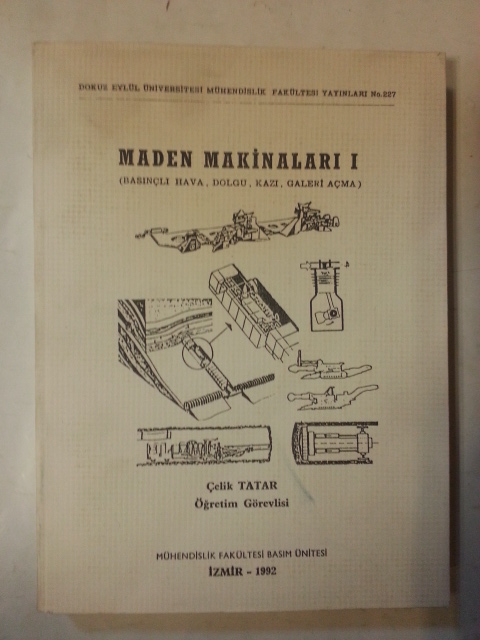 DOKUZ EYLÜL ÜNİVERSİTESİ MÜHENDİSLİK FAKÜLTESİ YAYINLARI No.227
MADEN MAKİNALARI I
(BASINÇLI HAVA, DOLGU, KAZI, GALERİ AÇMA)
Çelik TATAR
Öğretim Görevlisi
MÜHENDİSLİK FAKÜLTESİ BASIM ÜNİTESİ
İZMİR - 1992